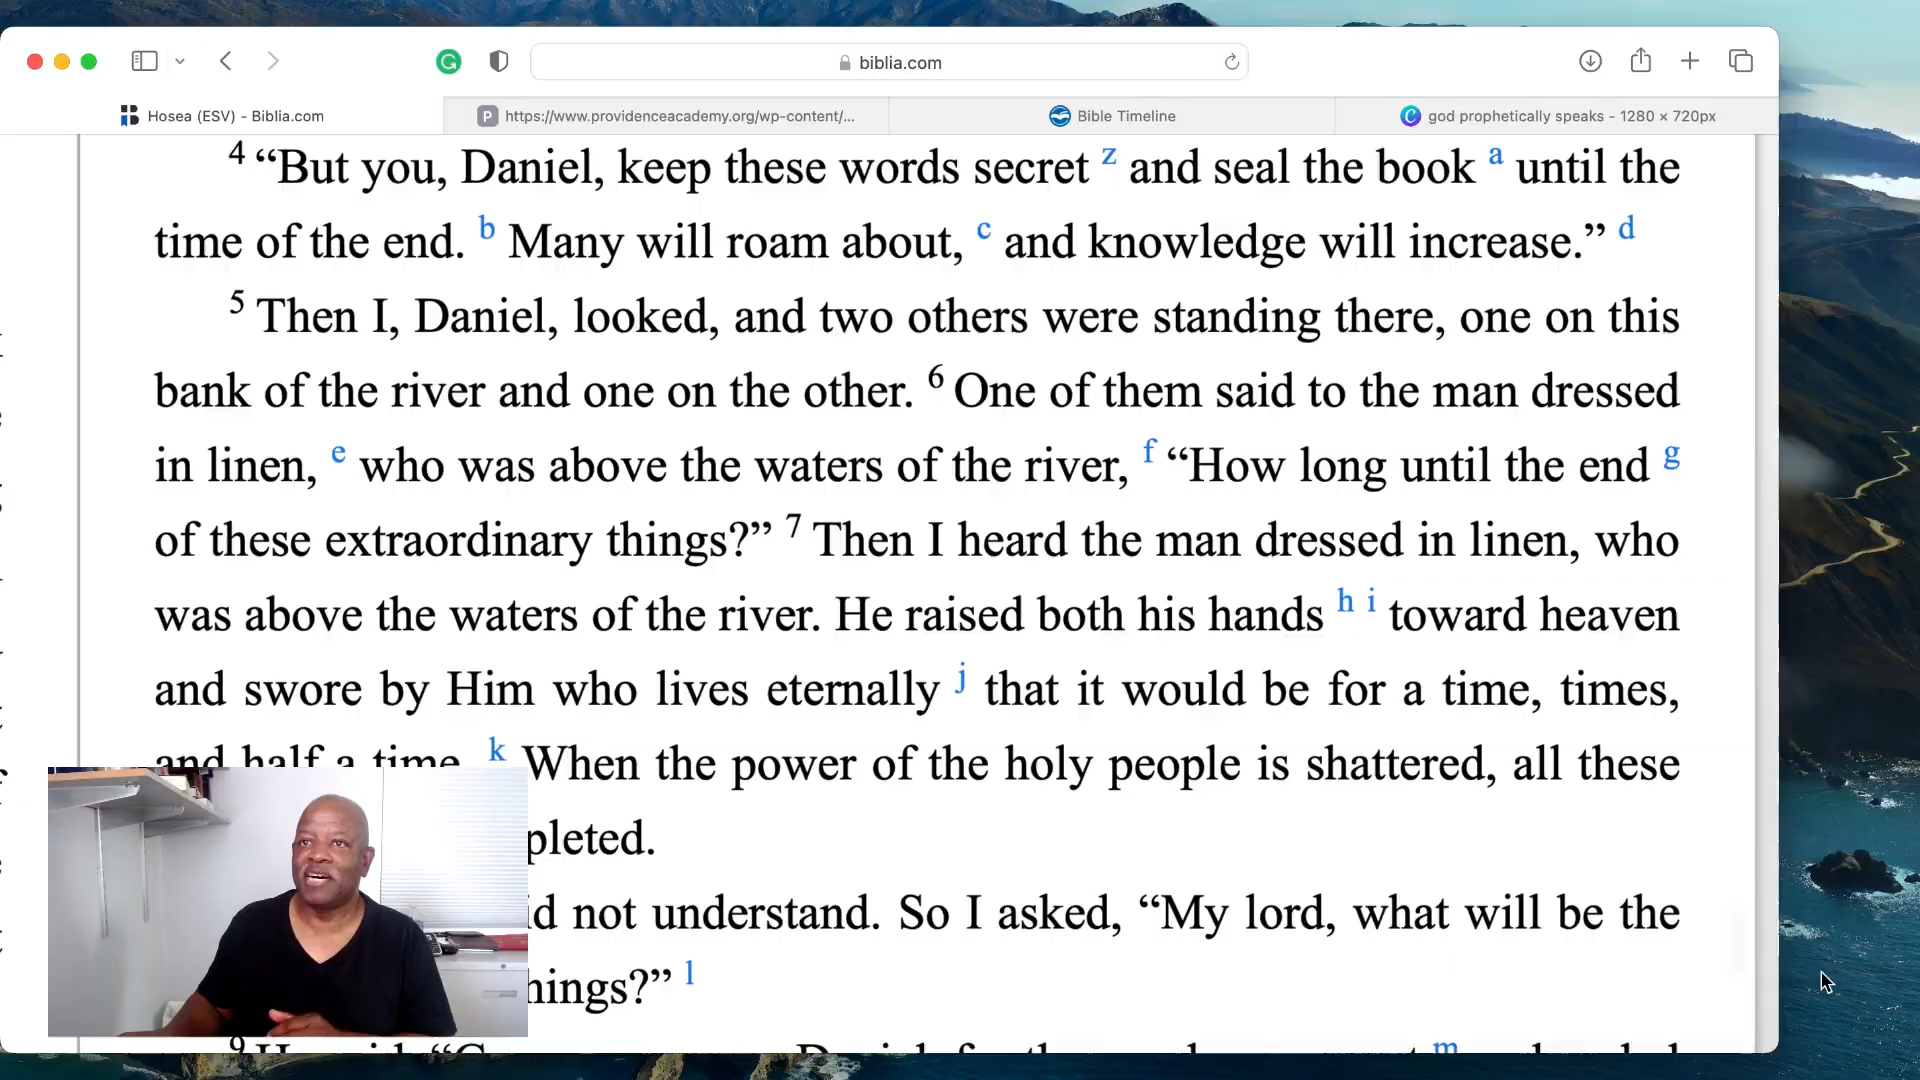 biblia.com
Hosea (ESV) - Biblia.com
https://www.providenceacademy.org/wp-content/...
Bible Timeline
god prophetically speaks - 1280 × 720px
4 “But you, Daniel, keep these words secret z and seal the book a until the
time of the end. b Many will roam about, c and knowledge will increase.” d
5 Then I, Daniel, looked, and two others were standing there, one on this
bank of the river and one on the other. 6 One of them said to the man dressed
in linen, e who was above the waters of the river, f “How long until the end g
of these extraordinary things?” 7 Then I heard the man dressed in linen, who
was above the waters of the river. He raised both his hands h i toward heaven
and swore by Him who lives eternally j that it would be for a time, times,
and half a time. k When the power of the holy people is shattered, all these
pleted.
id not understand. So I asked, “My lord, what will be the
hings?” l
9